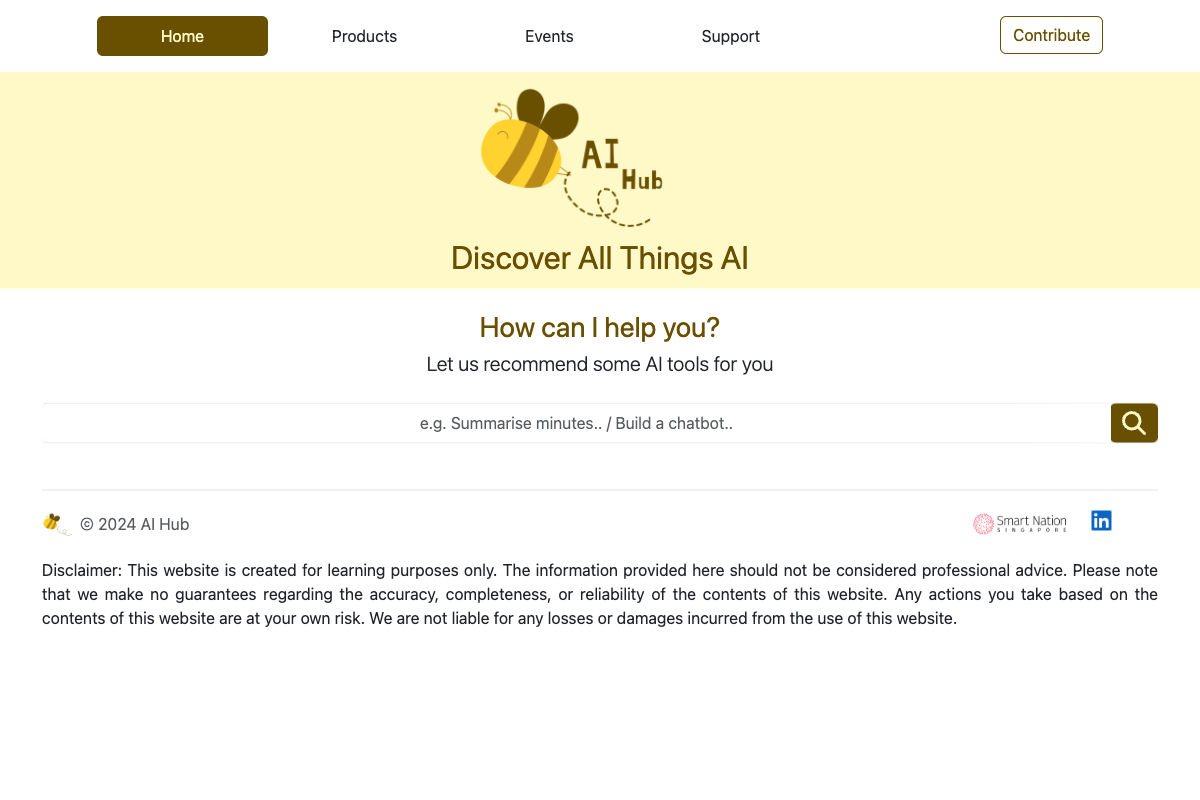 Home
Products
Events
Support
Contribute
AI
Hub
Discover All Things AI
How can I help you?
Let us recommend some AI tools for you
e.g. Summarise minutes.. / Build a chatbot..
© 2024 AI Hub
Smart Nation
SINGAPORE
in
Disclaimer: This website is created for learning purposes only. The information provided here should not be considered professional advice. Please note
that we make no guarantees regarding the accuracy, completeness, or reliability of the contents of this website. Any actions you take based on the
contents of this website are at your own risk. We are not liable for any losses or damages incurred from the use of this website.